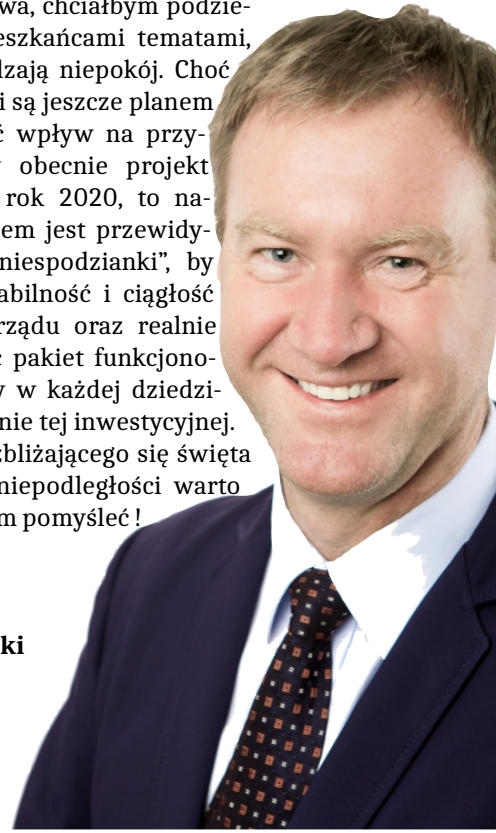 wa, chciałbym podzie-
eszkańcami tematami,
dzają niepokój. Choć
i są jeszcze planem
ć wpływ na przy-
obecnie projekt
rok 2020, to na-
em jest przewidy-
niespodzianki”, by
abilność i ciągłość
rządu oraz realnie
pakiet funkcjono-
w każdej dziedzi-
nie tej inwestycyjnej.
zbliżającego się święta
niepodległości warto
m pomyśleć !
ki